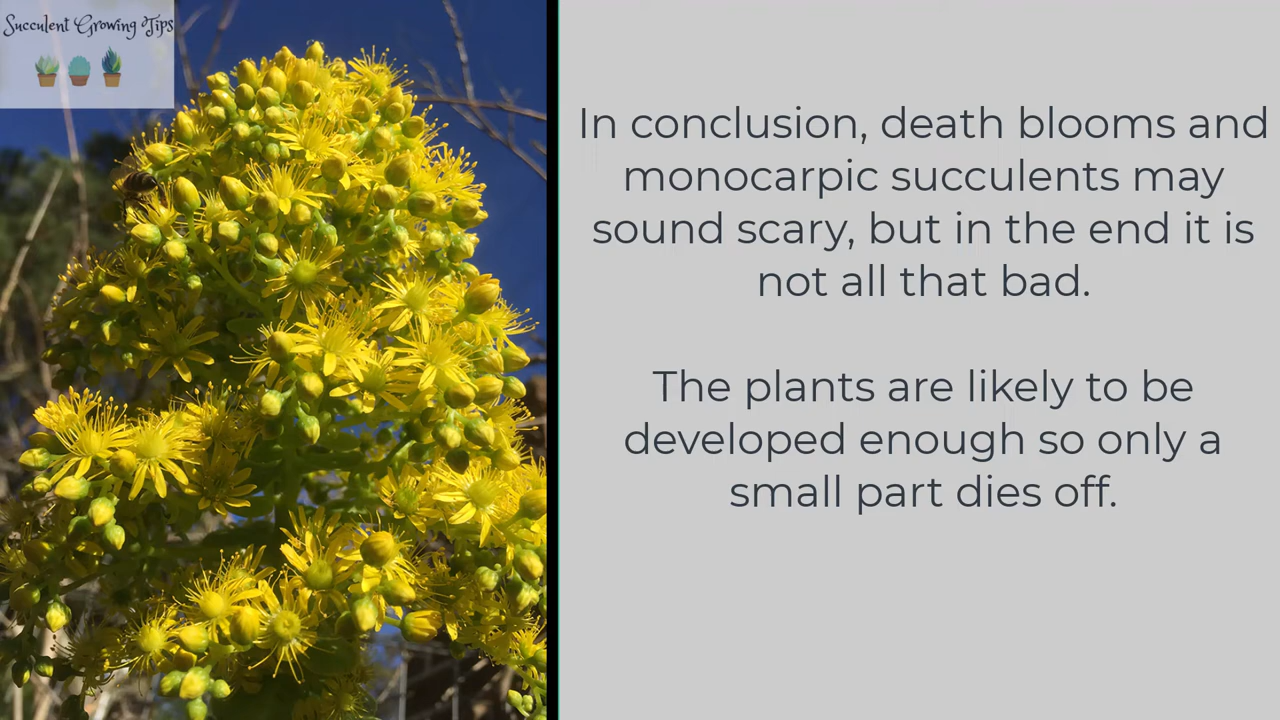 Succulent Growing Tips
In conclusion, death blooms and
monocarpic succulents may
sound scary, but in the end it is
not all that bad.
The plants are likely to be
developed enough so only a
small part dies off.